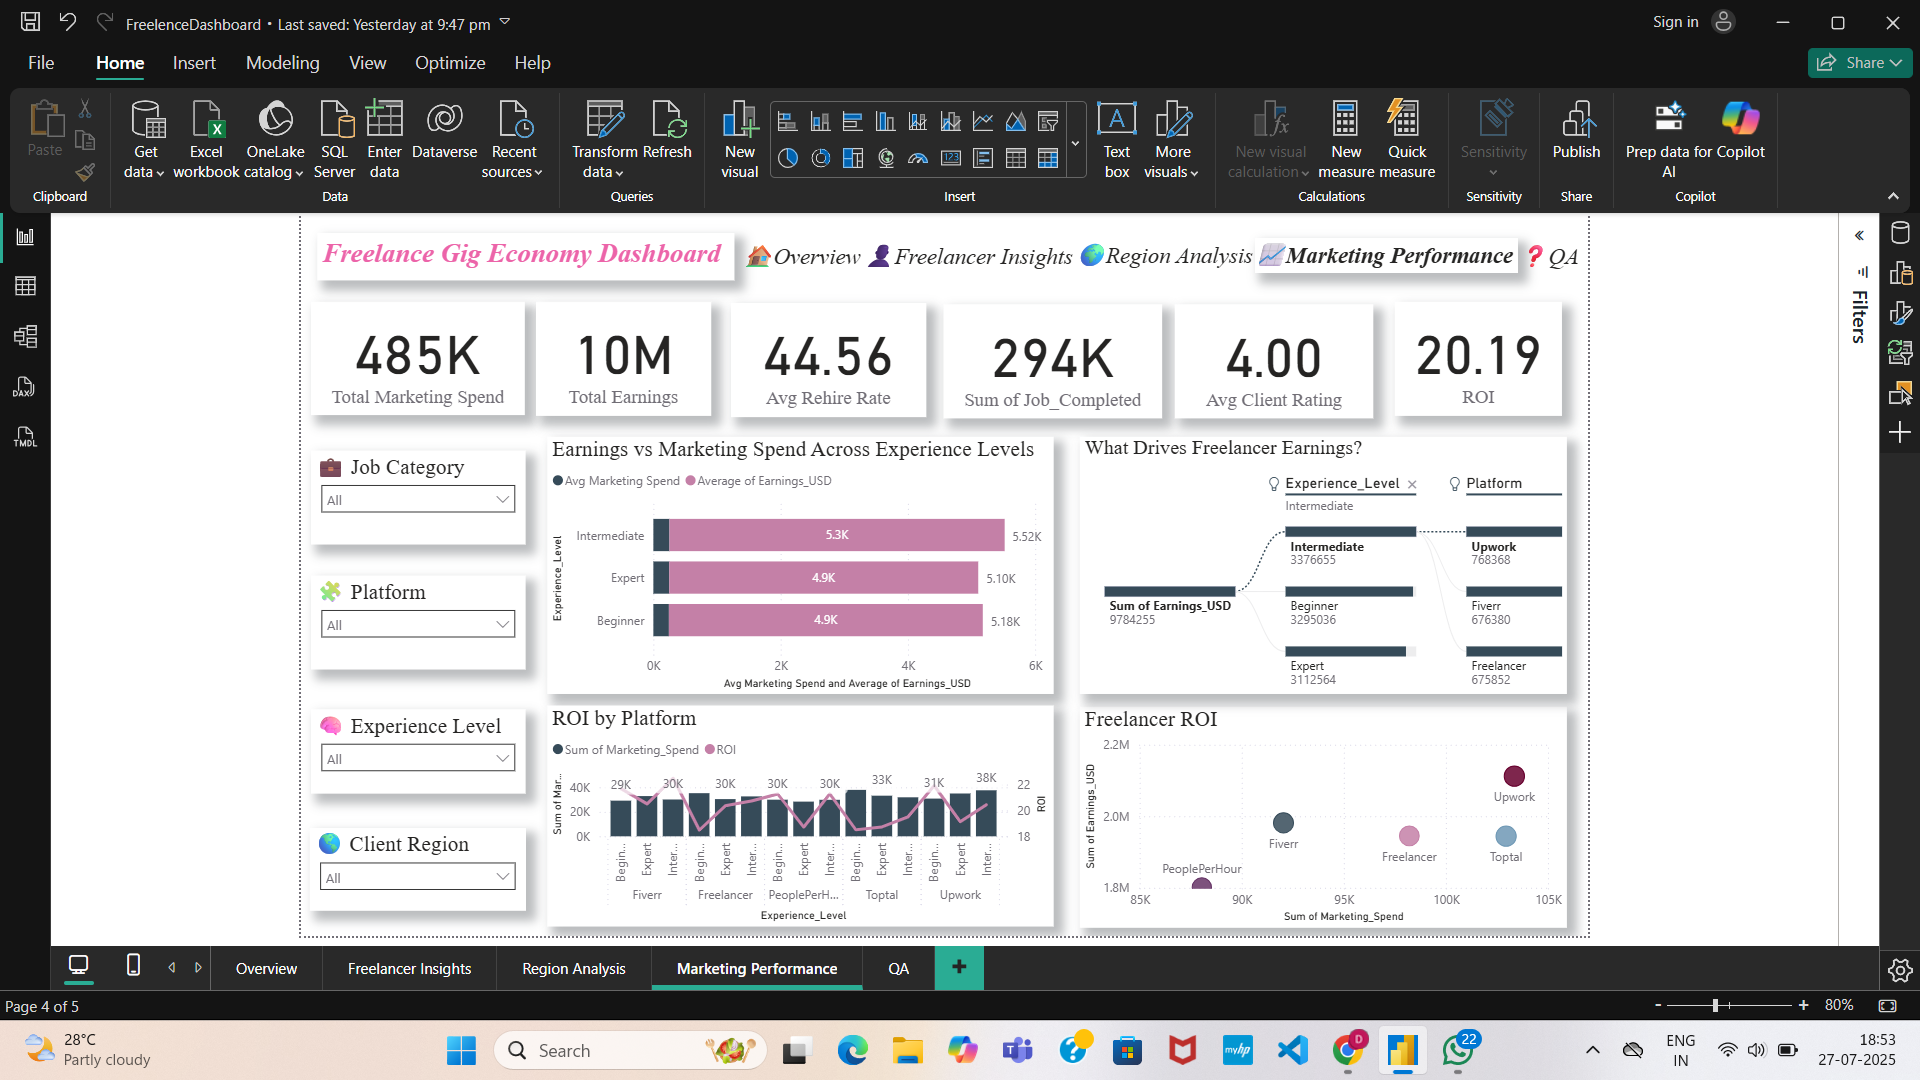 FreelenceDashboard • Last saved: Yesterday at 9:47 pm
Sign in
File Home Insert Modeling View Optimize Help
Share
Paste
Get data
Excel workbook
OneLake catalog
SQL Server
Enter data
Dataverse
Recent sources
Transform data
Refresh
New visual
Text box
More visuals
New visual calculation
New measure
Quick measure
Sensitivity
Publish
Prep data for AI
Copilot
Clipboard
Data
Queries
Insert
Calculations
Sensitivity
Share
Copilot
DAX
TMDL
Freelance Gig Economy Dashboard
Overview
Freelancer Insights
Region Analysis
Marketing Performance
QA
485K
Total Marketing Spend
10M
Total Earnings
44.56
Avg Rehire Rate
294K
Sum of Job_Completed
4.00
Avg Client Rating
20.19
ROI
Filters
Job Category
All
Platform
All
Experience Level
All
Client Region
All
Earnings vs Marketing Spend Across Experience Levels
Avg Marketing Spend Average of Earnings_USD
Experience_Level
Intermediate 5.3K 5.52K
Expert 4.9K 5.10K
Beginner 4.9K 5.18K
0K 2K 4K 6K
Avg Marketing Spend and Average of Earnings_USD
What Drives Freelancer Earnings?
Experience_Level
Intermediate
Platform
Sum of Earnings_USD
9784255
Intermediate
3376655
Beginner
3295036
Expert
3112564
Upwork
768368
Fiverr
676380
Freelancer
675852
ROI by Platform
Sum of Marketing_Spend ROI
Sum of Mar...
40K
20K
0K
29K 30K 30K 30K 30K 33K 31K 38K
22
20
18
ROI
Begin... Expert Inter... Begin... Expert Inter... Begin... Expert Inter... Begin... Expert Inter... Begin... Expert Inter...
Fiverr Freelancer PeoplePerH... Toptal Upwork
Experience_Level
Freelancer ROI
Sum of Earnings_USD
2.2M
2.0M
1.8M
Upwork
Fiverr
Freelancer
Toptal
PeoplePerHour
85K 90K 95K 100K 105K
Sum of Marketing_Spend
Overview Freelancer Insights Region Analysis Marketing Performance QA
Page 4 of 5
80%
28°C
Partly cloudy
Search
myhp
D
22
ENG
IN
18:53
27-07-2025